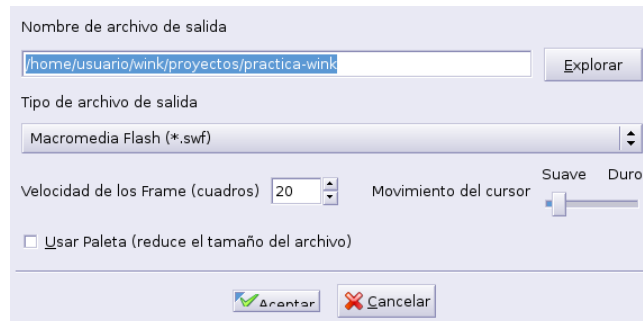 Nombre de archivo de salida
/home/usuario/wink/proyectos/practica-wink
Explorar
Tipo de archivo de salida
Macromedia Flash (*.swf)
Suave Duro
Velocidad de los Frame (cuadros) 20 Movimiento del cursor
Usar Paleta (reduce el tamaño del archivo)
Aceptar Cancelar